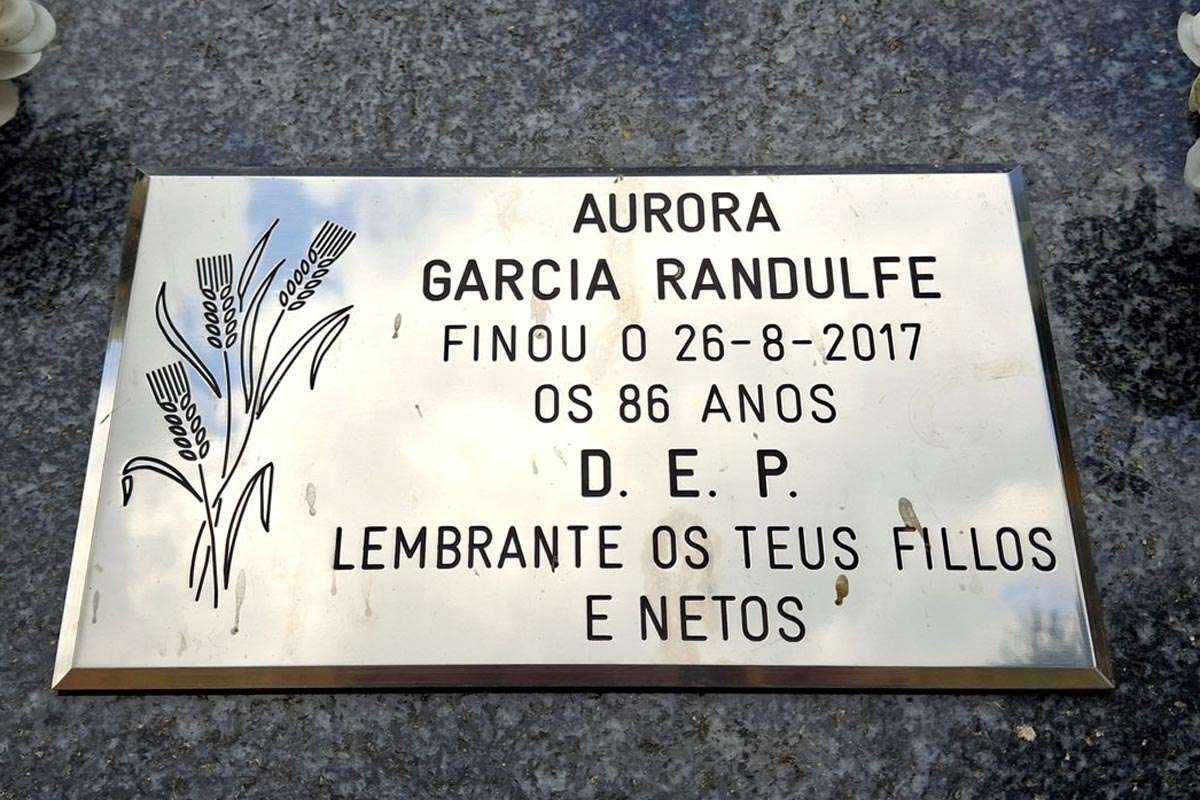 AURORA
GARCIA RANDULFE
FINOU O 26-8-2017
OS 86 ANOS
D. E. P.
LEMBRANTE OS TEUS FILLOS
E NETOS